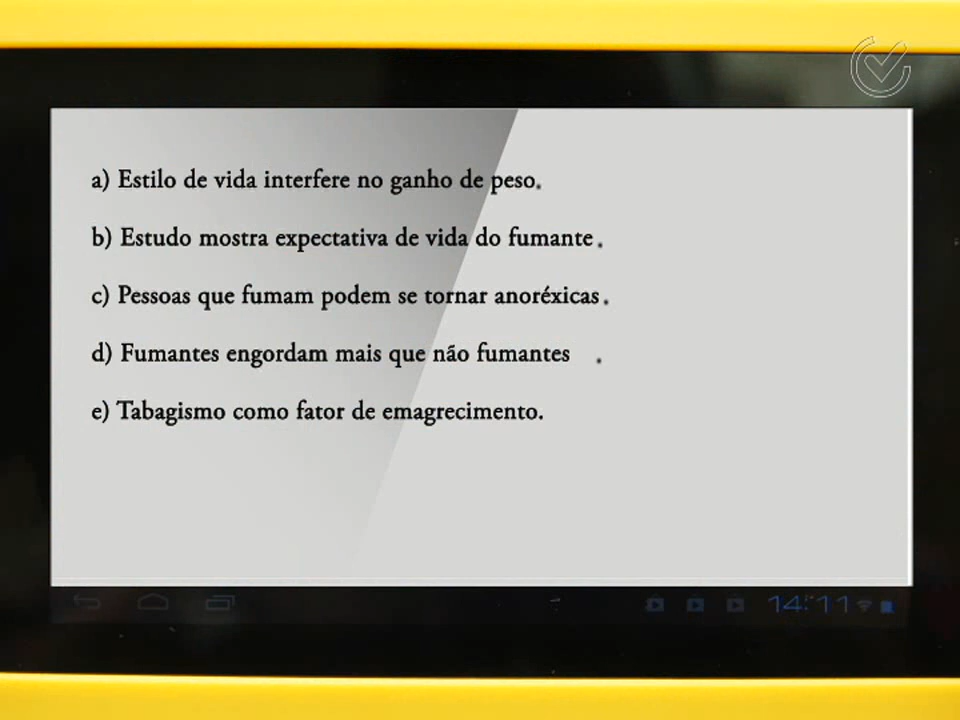 a) Estilo de vida interfere no ganho de peso.
b) Estudo mostra expectativa de vida do fumante .
c) Pessoas que fumam podem se tornar anoréxicas .
d) Fumantes engordam mais que não fumantes .
e) Tabagismo como fator de emagrecimento.
14:11